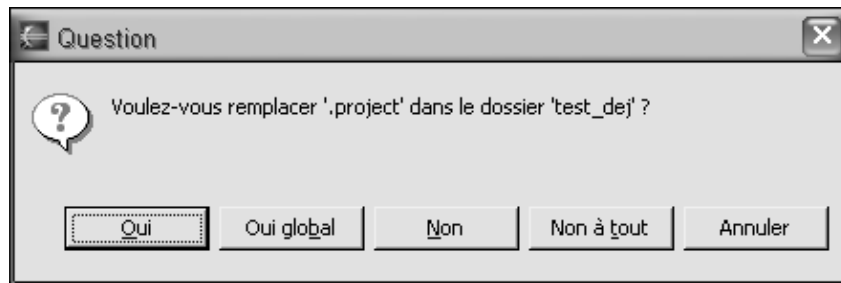 Question
Voulez-vous remplacer '.project' dans le dossier 'test_dej' ?
Oui Oui global Non Non à tout Annuler